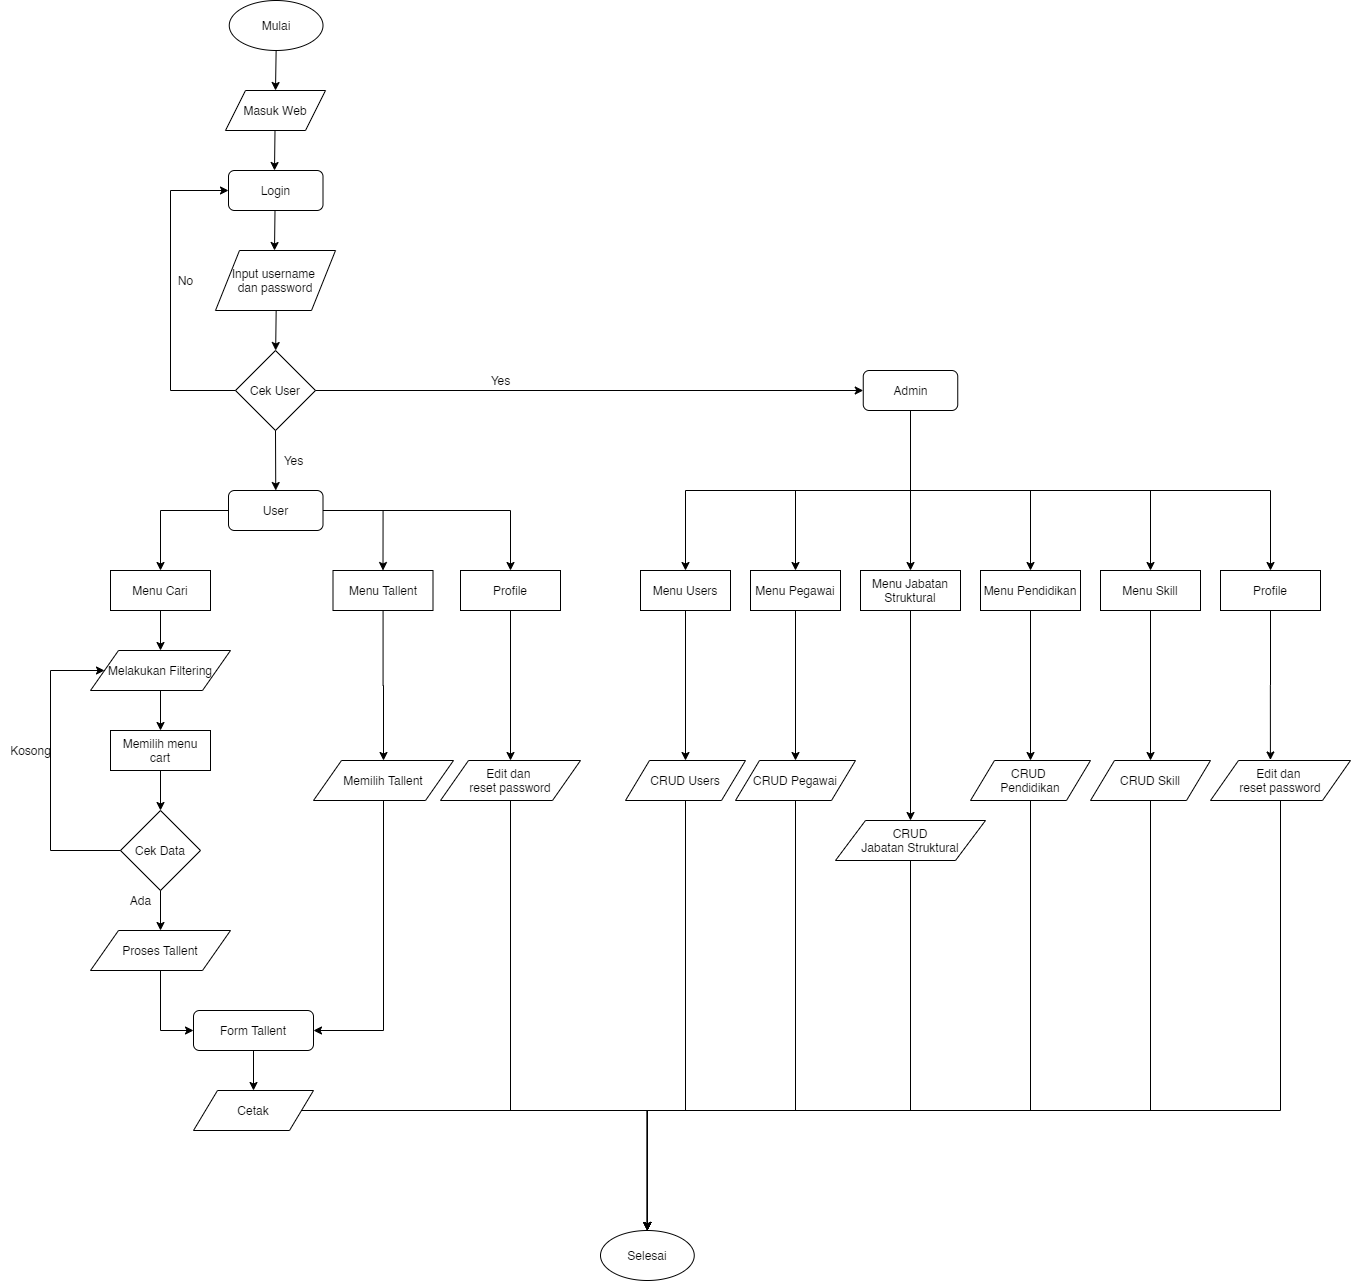 Mulai
Masuk Web
Login
Input username
dan password
No
Cek User
Yes
Admin
Yes
User
Menu Cari
Menu Tallent
Profile
Menu Users
Menu Pegawai
Menu Jabatan
Struktural
Menu Pendidikan
Menu Skill
Profile
Melakukan Filtering
Kosong
Memilih menu
cart
Memilih Tallent
Edit dan
reset password
CRUD Users
CRUD Pegawai
CRUD
Jabatan Struktural
CRUD
Pendidikan
CRUD Skill
Edit dan
reset password
Cek Data
Ada
Proses Tallent
Form Tallent
Cetak
Selesai